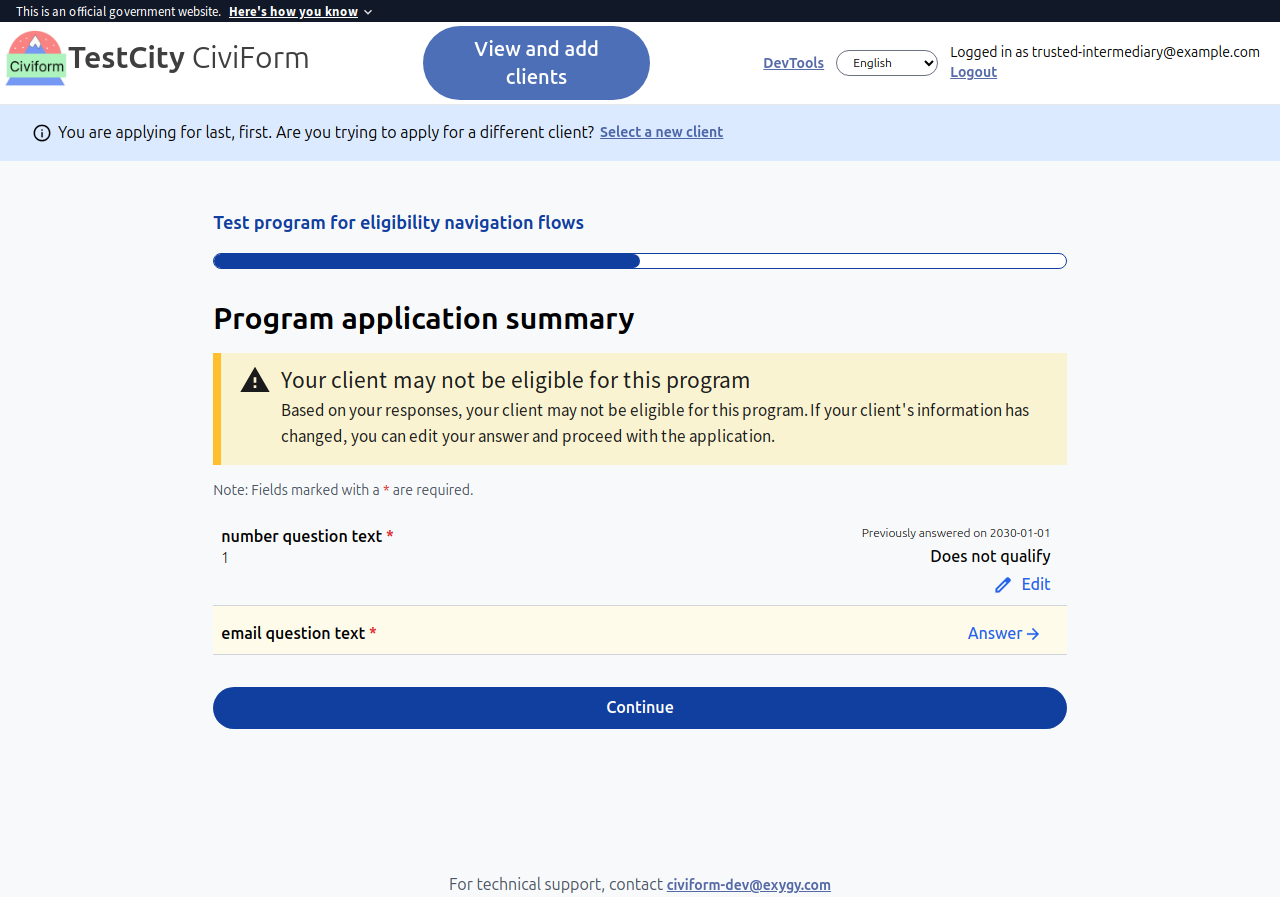 This is an official government website. Here's how you know
Civiform
TestCity CiviForm
View and add
clients
DevTools
English
Logged in as trusted-intermediary@example.com
Logout
You are applying for last, first. Are you trying to apply for a different client? Select a new client
Test program for eligibility navigation flows
Program application summary
Your client may not be eligible for this program
Based on your responses, your client may not be eligible for this program. If your client's information has
changed, you can edit your answer and proceed with the application.
Note: Fields marked with a * are required.
number question text *
Previously answered on 2030-01-01
1
Does not qualify
Edit
email question text *
Answer
Continue
For technical support, contact civiform-dev@exygy.com